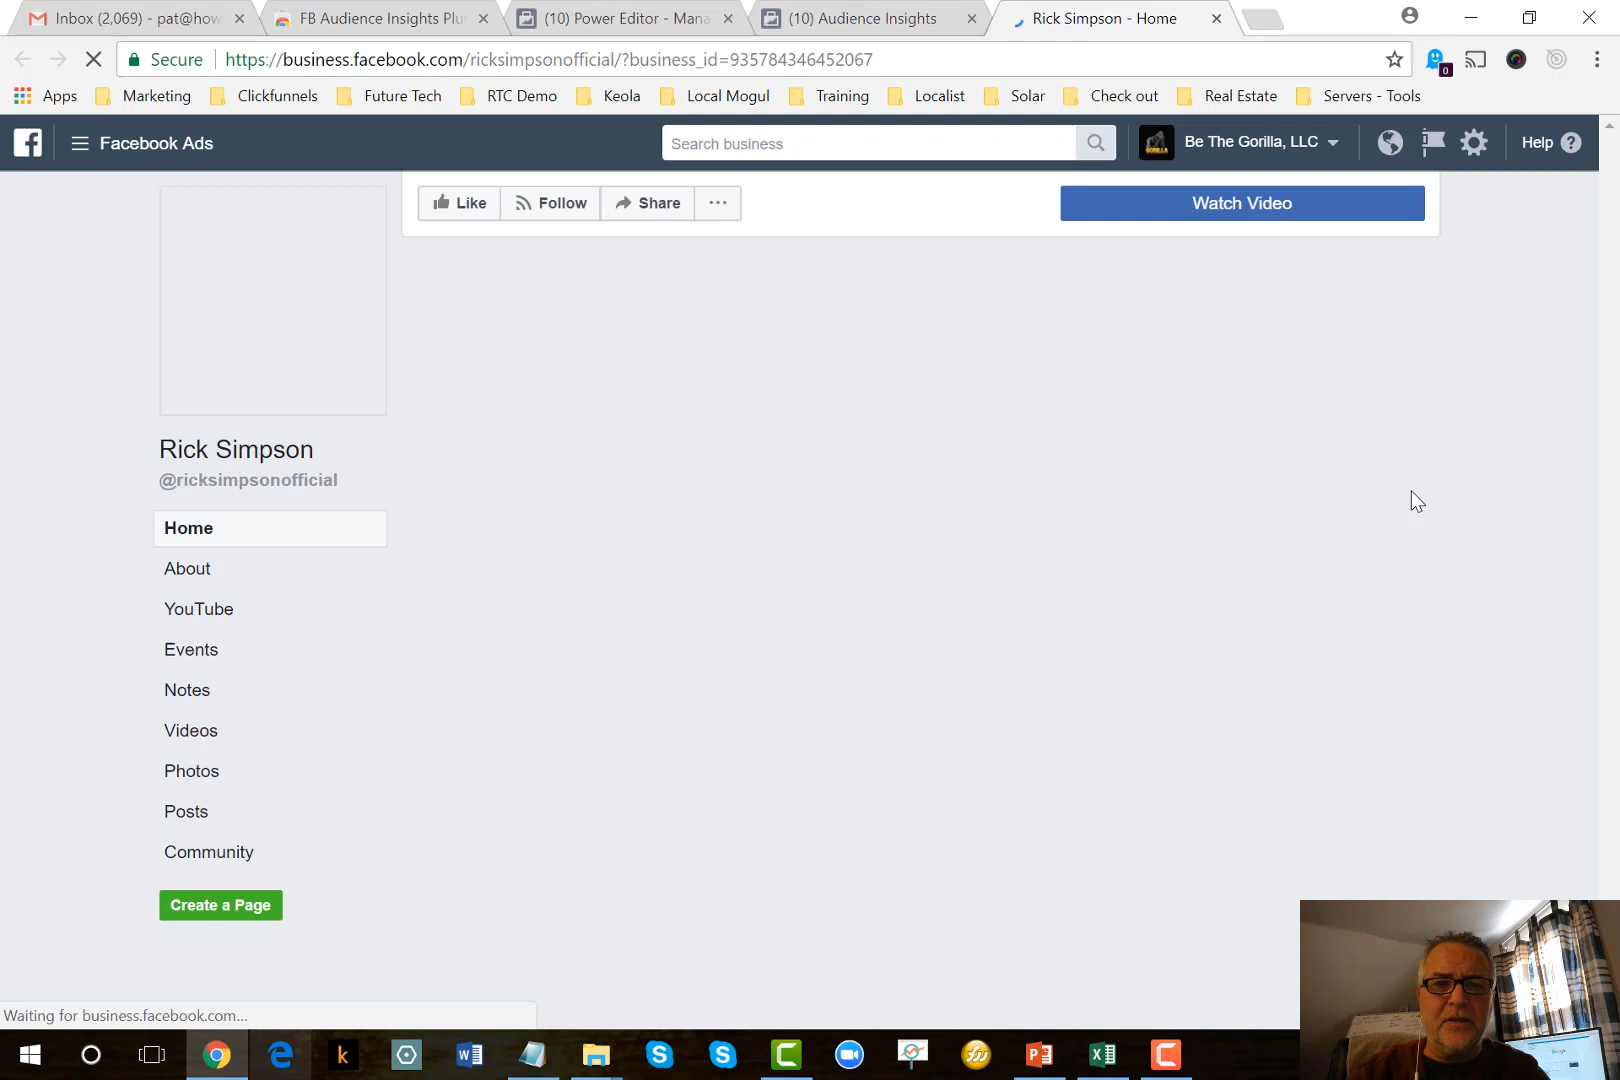 Inbox (2,069) - pat@how
FB Audience Insights Plu
(10) Power Editor - Mana
(10) Audience Insights
Rick Simpson - Home
Secure
https://business.facebook.com/ricksimpsonofficial/?business_id=935784346452067
0
Apps
Marketing
Clickfunnels
Future Tech
RTC Demo
Keola
Local Mogul
Training
Localist
Solar
Check out
Real Estate
Servers - Tools
Facebook Ads
Search business
Be The Gorilla, LLC
Help
Like
Follow
Share
Watch Video
Rick Simpson
@ricksimpsonofficial
Home
About
YouTube
Events
Notes
Videos
Photos
Posts
Community
Create a Page
Waiting for business.facebook.com...